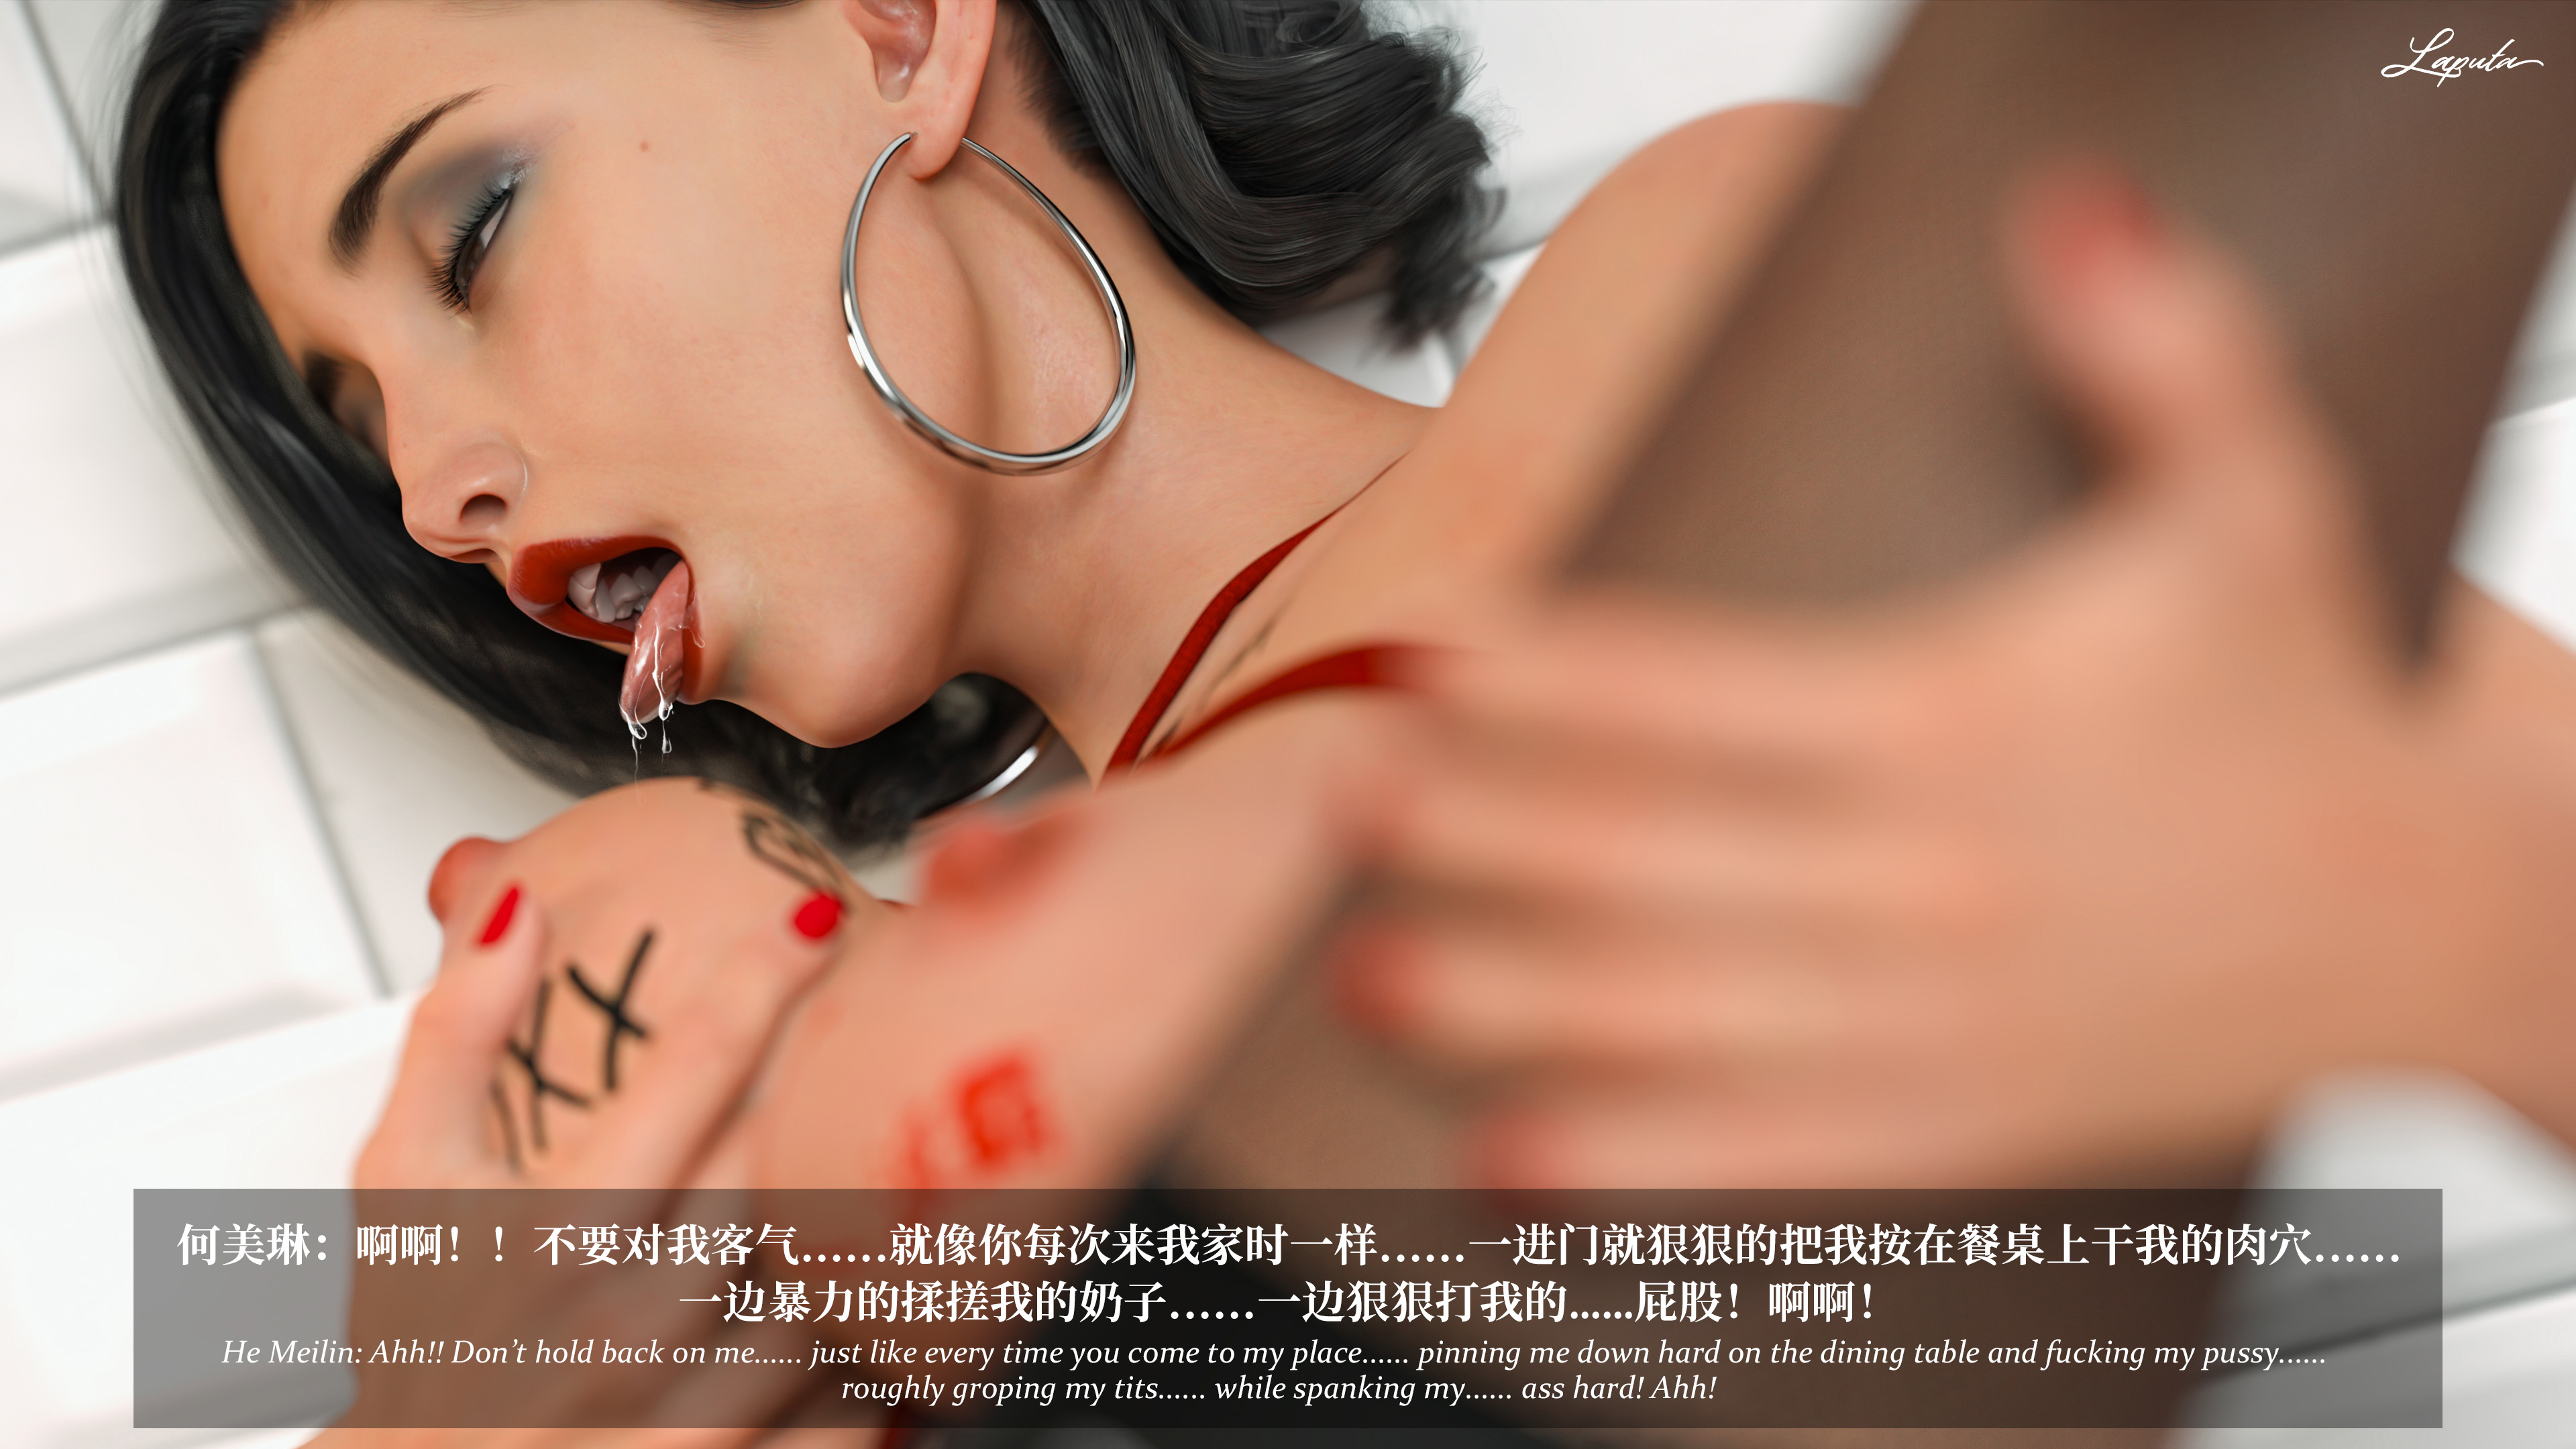 Laputa
何美琳：啊啊！！不要对我客气……就像你每次来我家时一样……一进门就狠狠的把我按在餐桌上干我的肉穴……
一边暴力的揉搓我的奶子……一边狠狠打我的......屁股！啊啊！
He Meilin: Ahh!! Don’t hold back on me...... just like every time you come to my place...... pinning me down hard on the dining table and fucking my pussy......
roughly groping my tits...... while spanking my...... ass hard! Ahh!